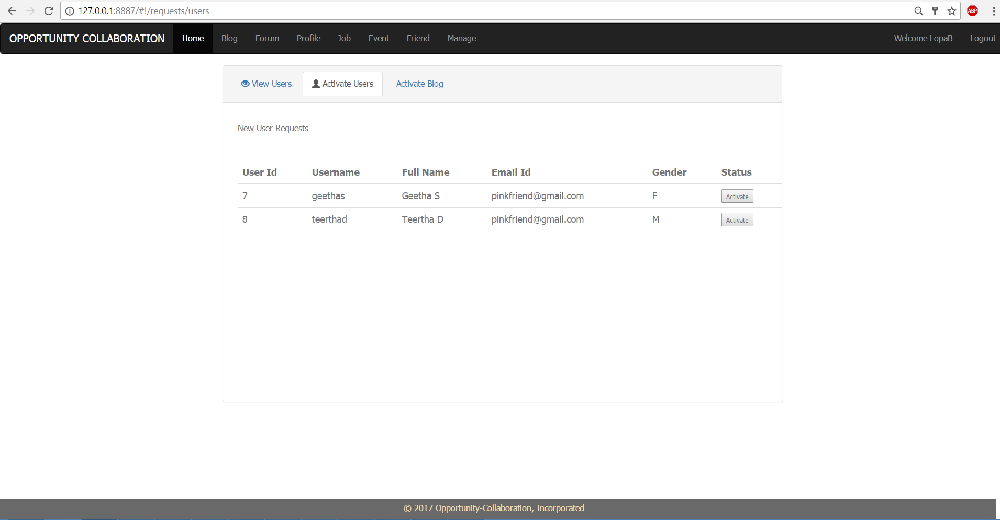 127.0.0.1:8887/#!/requests/users
ABP
OPPORTUNITY COLLABORATION Home Blog Forum Profile Job Event Friend Manage Welcome LopaB Logout
View Users Activate Users Activate Blog
New User Requests
User Id Username Full Name Email Id Gender Status
7 geethas Geetha S pinkfriend@gmail.com F Activate
8 teerthad Teertha D pinkfriend@gmail.com M Activate
© 2017 Opportunity-Collaboration, Incorporated